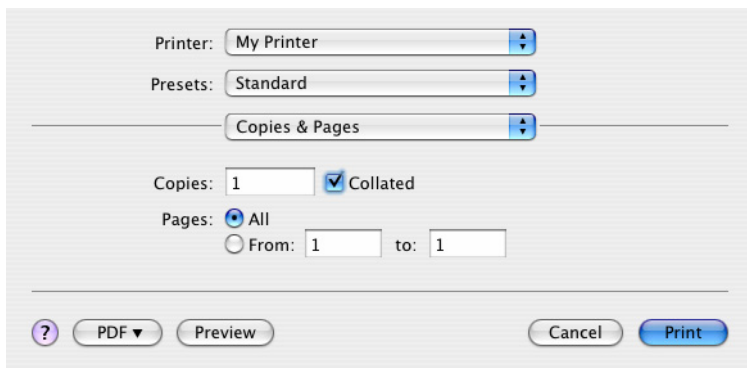 Printer: My Printer
Presets: Standard
Copies & Pages
Copies: 1 Collated
Pages: All
From: 1 to: 1
? PDF▼ Preview Cancel Print